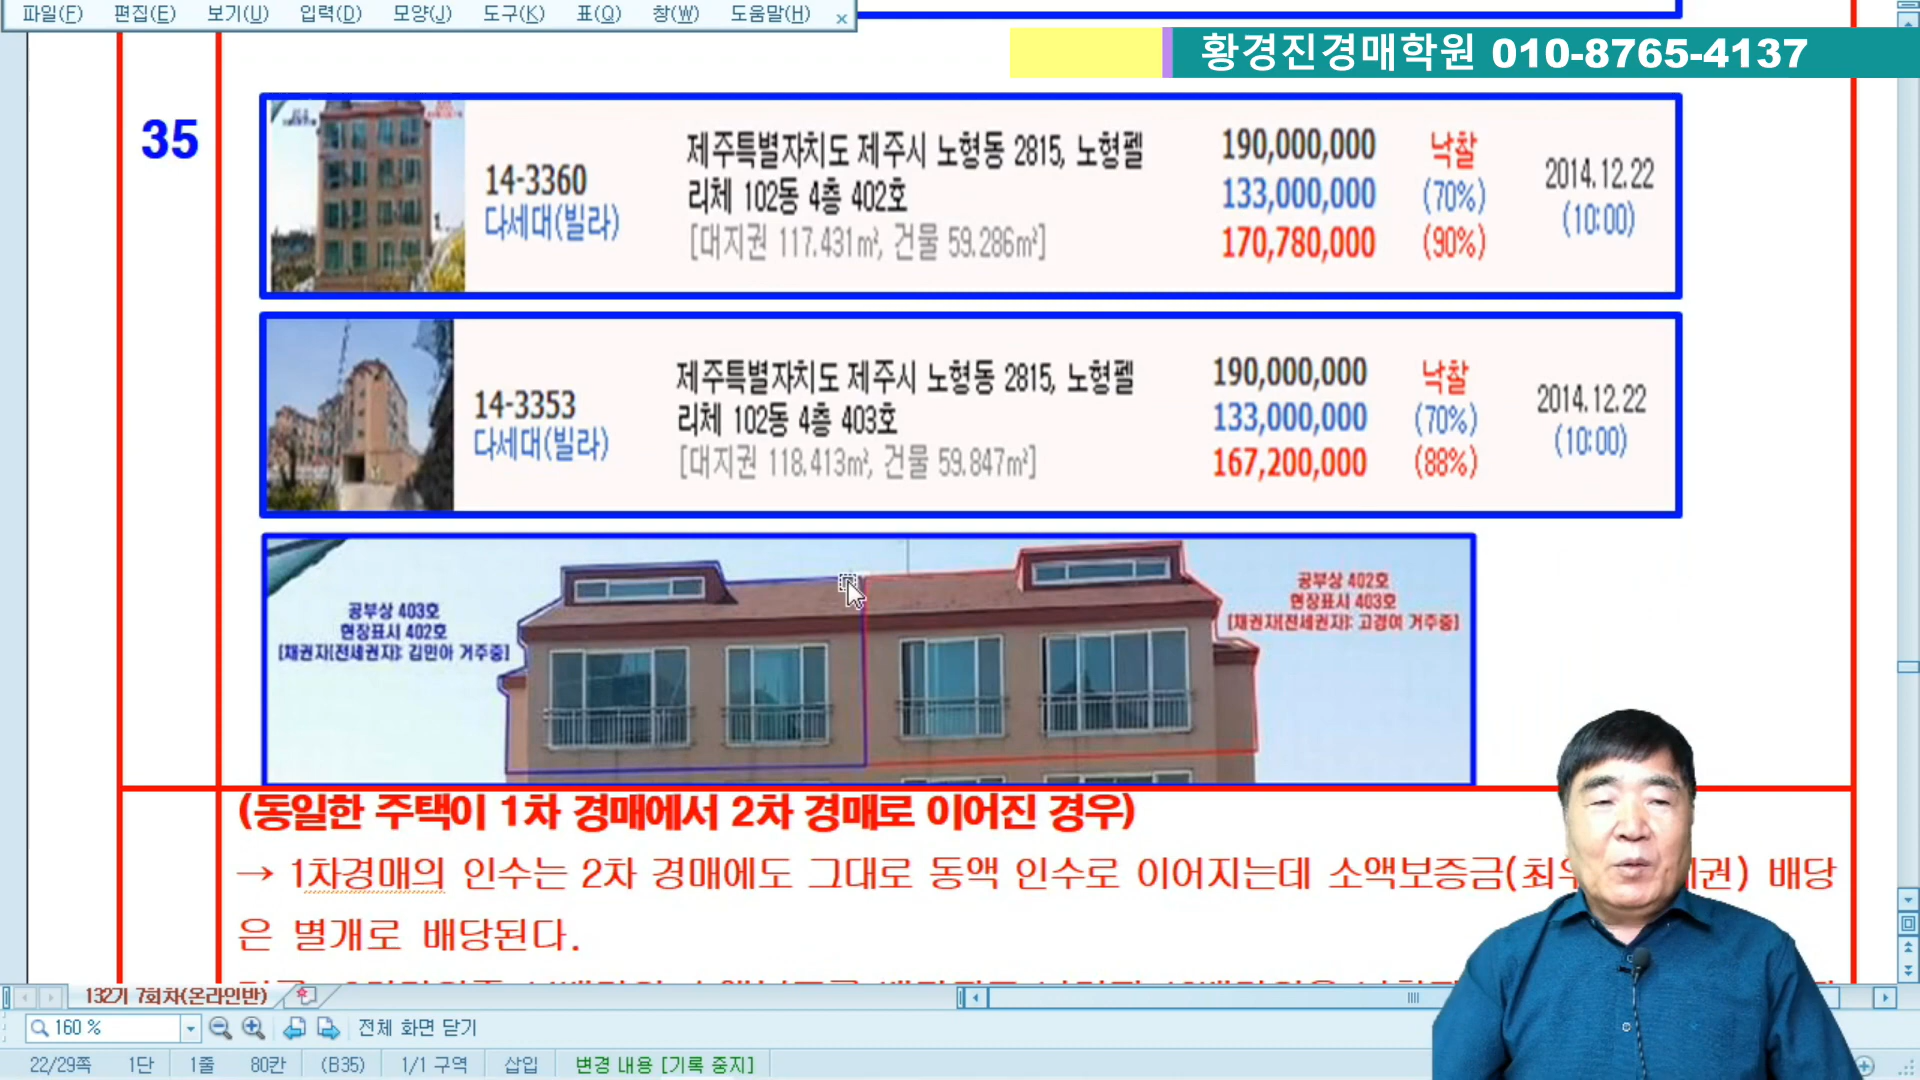 파일(F) 편집(E) 보기(U) 입력(D) 모양(J) 도구(K) 표(Q) 창(W) 도움말(H)
황경진경매학원 010-8765-4137
35
14-3360
다세대(빌라)
제주특별자치도 제주시 노형동 2815, 노형펠
리체 102동 4층 402호
[대지권 117.431㎡, 건물 59.286㎡]
190,000,000
133,000,000
170,780,000
낙찰
(70%)
(90%)
2014.12.22
(10:00)
14-3353
다세대(빌라)
제주특별자치도 제주시 노형동 2815, 노형펠
리체 102동 4층 403호
[대지권 118.413㎡, 건물 59.847㎡]
190,000,000
133,000,000
167,200,000
낙찰
(70%)
(88%)
2014.12.22
(10:00)
공부상 403호
현장표시 402호
[채권자[전세권자]: 김민아 거주중]
공부상 402호
현장표시 403호
[채권자[전세권자]: 고경여 거주중]
(동일한 주택이 1차 경매에서 2차 경매로 이어진 경우)
→ 1차경매의 인수는 2차 경매에도 그대로 동액 인수로 이어지는데 소액보증금(최우 권) 배당
은 별개로 배당된다.
132기 7회차(온라인반)
160 %
전체 화면 닫기
22/29쪽 1단 1줄 80칸 (B35) 1/1 구역 삽입 변경 내용 [기록 중지]